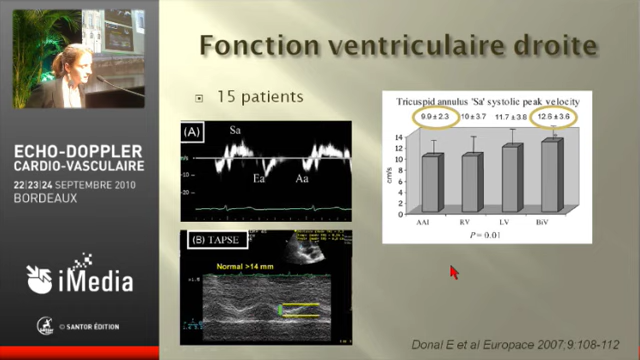 Fonction ventriculaire droite
15 patients
(A)
Sa
Ea
Aa
-10
-20
(B) TAPSE
Normal >14 mm
Tricuspid annulus 'Sa' systolic peak velocity
9.9 ± 2.3 10 ± 3.7 11.7 ± 3.8 12.6 ± 3.6
cm/s
14
12
10
8
6
4
2
0
AAI RV LV BiV
P = 0.01
ECHO-DOPPLER
CARDIO-VASCULAIRE
22|23|24 SEPTEMBRE 2010
BORDEAUX
iMedia
© SANTOR ÉDITION
Donal E et al Europace 2007;9:108-112